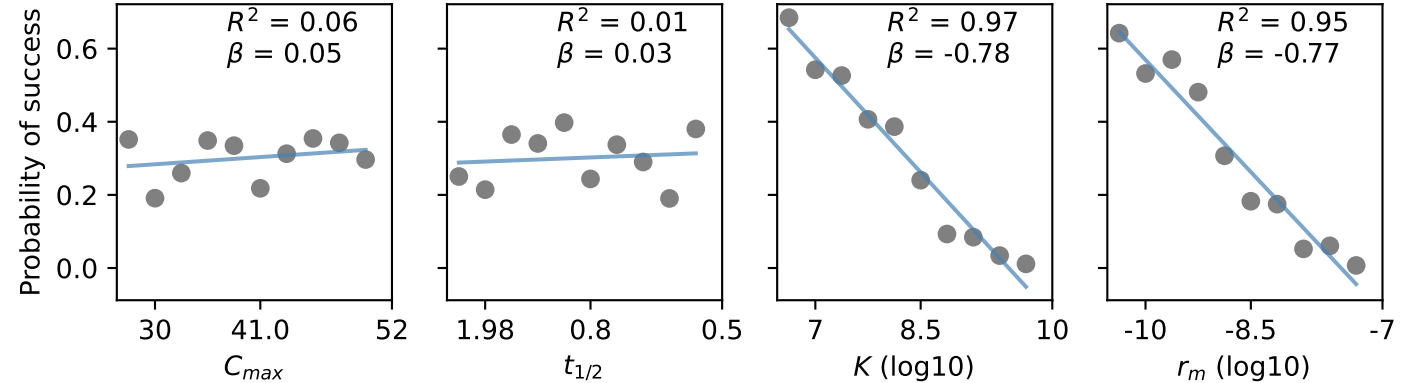 Probability of success
0.6
0.4
0.2
0.0
R² = 0.06
β = 0.05
30 41.0 52
C_max
R² = 0.01
β = 0.03
1.98 0.8 0.5
t_1/2
R² = 0.97
β = -0.78
7 8.5 10
K (log10)
R² = 0.95
β = -0.77
-10 -8.5 -7
r_m (log10)